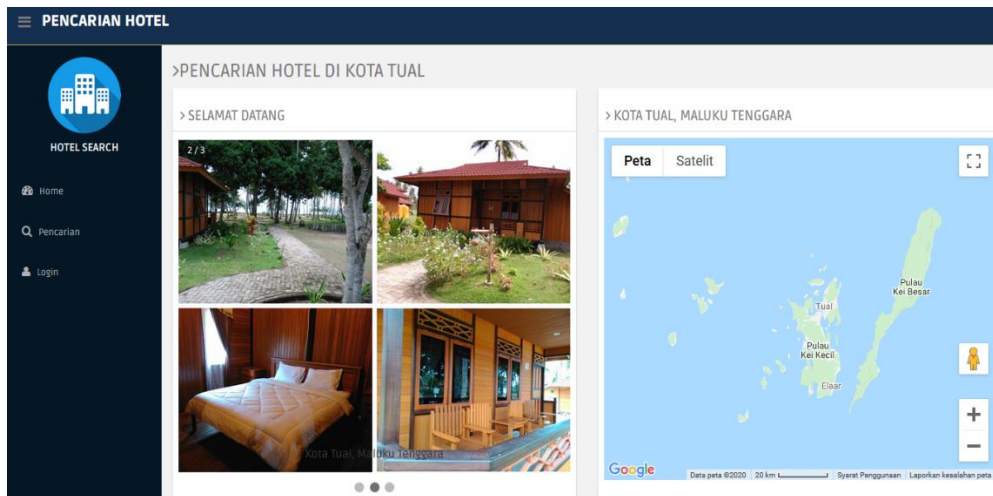 PENCARIAN HOTEL
HOTEL SEARCH
Home
Pencarian
Login
>PENCARIAN HOTEL DI KOTA TUAL
> SELAMAT DATANG
2 / 3
Kota Tual, Maluku Tenggara
> KOTA TUAL, MALUKU TENGGARA
Peta Satelit
Pulau
Kei Besar
Tual
Pulau
Kei Kecil
Elaar
Google
Data peta ©2020 20 km Syarat Penggunaan Laporkan kesalahan peta